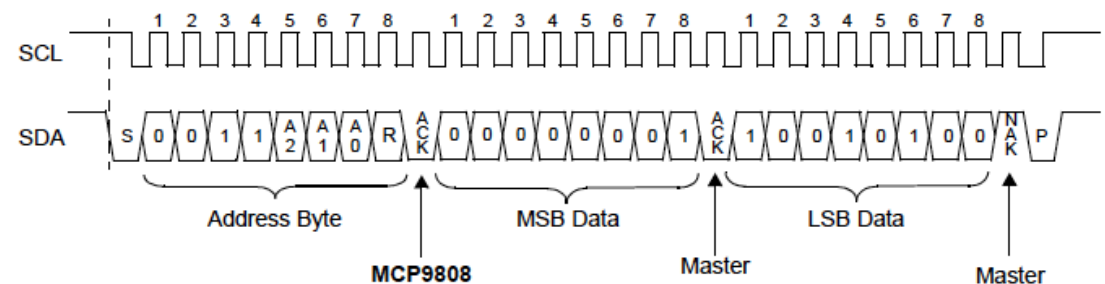 1 2 3 4 5 6 7 8 1 2 3 4 5 6 7 8 1 2 3 4 5 6 7 8
SCL
SDA S 0 0 1 1 A2 A1 A0 R ACK 0 0 0 0 0 0 0 1 ACK 1 0 0 1 0 1 0 0 NAK P
Address Byte MSB Data LSB Data
MCP9808 Master Master